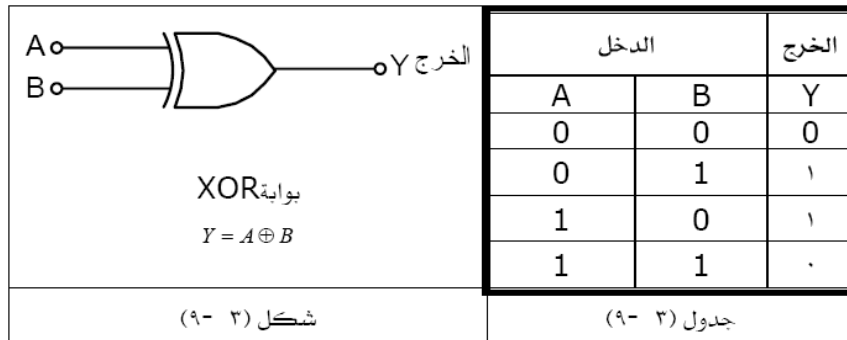 A
B
Y الخرج
بوابة XOR
Y = A ⊕ B
شكل (٣ -٩)
الدخل الخرج
A B Y
0 0 0
0 1 ١
1 0 ١
1 1 ٠
جدول (٣ -٩)